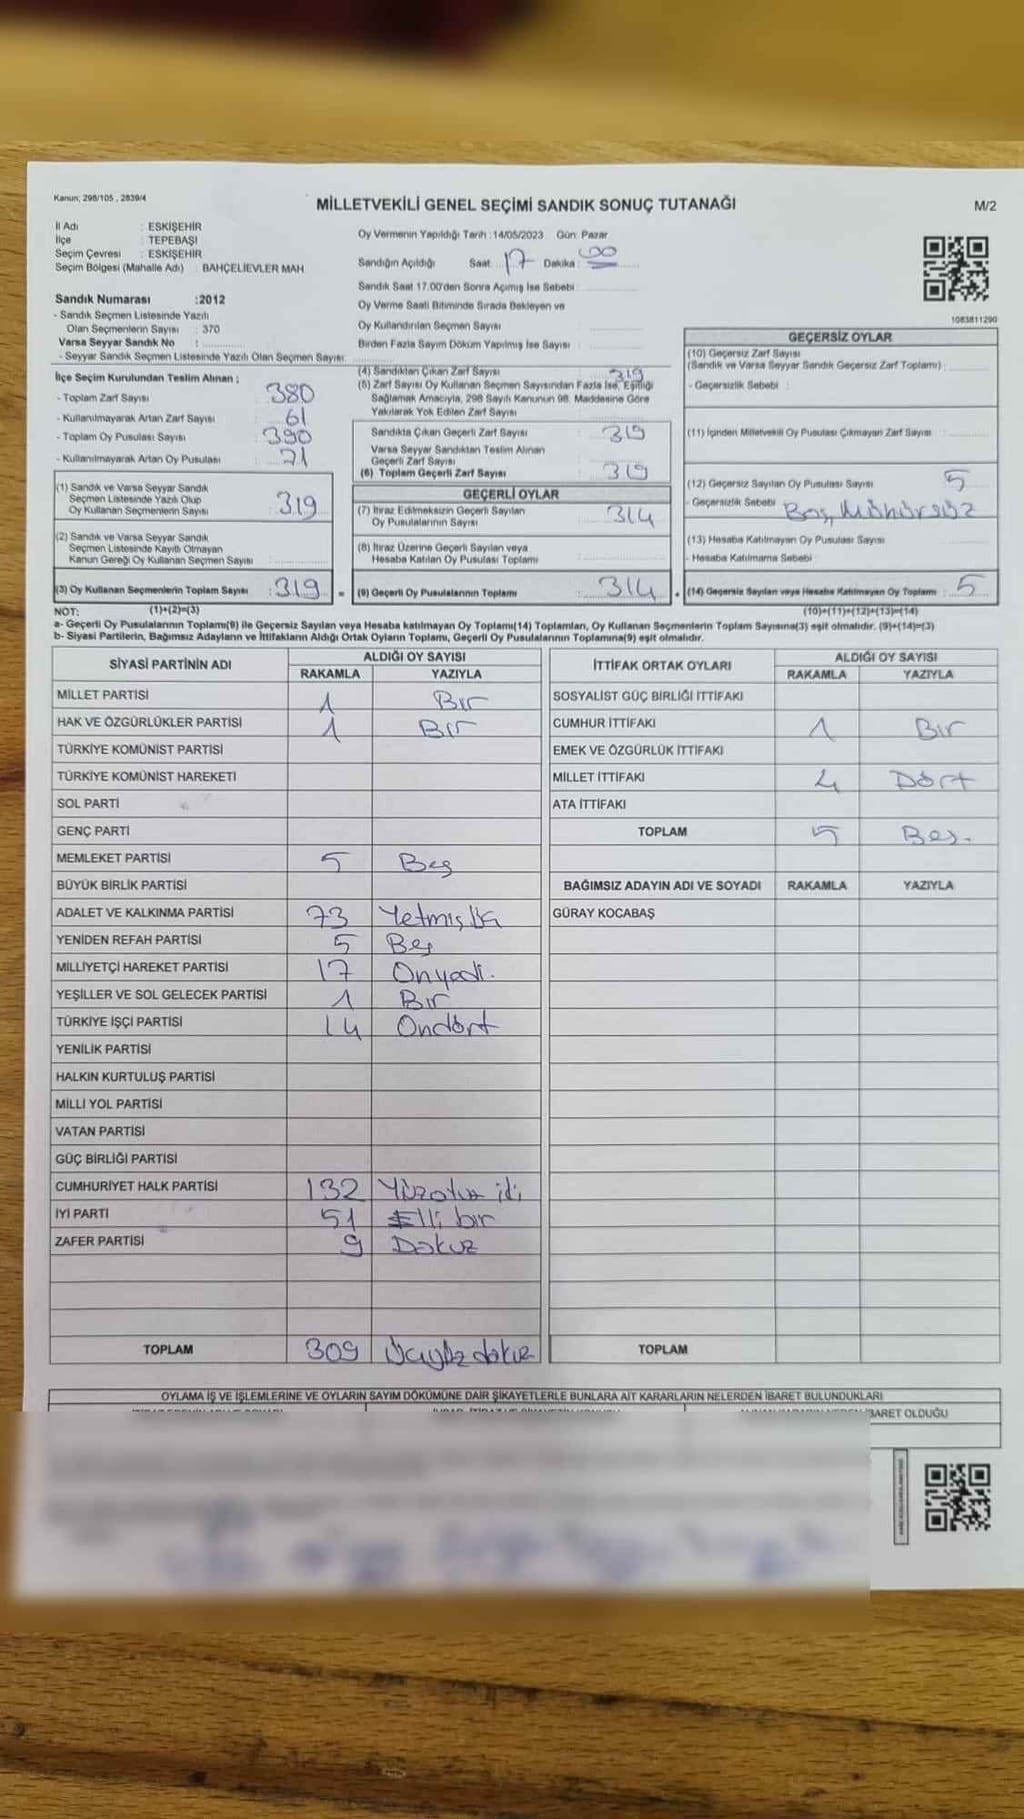 Kanun; 298/105 , 2839/4
MİLLETVEKİLİ GENEL SEÇİMİ SANDIK SONUÇ TUTANAĞI
M/2
İl Adı : ESKİŞEHİR
İlçe : TEPEBAŞI
Seçim Çevresi : ESKİŞEHİR
Seçim Bölgesi (Mahalle Adı) : BAHÇELİEVLER MAH.
Oy Vermenin Yapıldığı Tarih :14/05/2023 Gün: Pazar
Sandığın Açıldığı Saat 17 Dakika : 00
Sandık Saat 17.00'den Sonra Açmış İse Sebebi :
Oy Verme Saati Bitiminde Sırada Bekleyen ve
Oy Kullandırılan Seçmen Sayısı
Birden Fazla Sayım Döküm Yapılmış İse Sayısı :
Sandık Numarası :2012
- Sandık Seçmen Listesinde Yazılı
Olan Seçmenlerin Sayısı : 370
Varsa Seyyar Sandık No :
- Seyyar Sandık Seçmen Listesinde Yazılı Olan Seçmen Sayısı:
1083811290
İlçe Seçim Kurulundan Teslim Alınan ;
- Toplam Zarf Sayısı 380
- Kullanılmayarak Artan Zarf Sayısı 61
- Toplam Oy Pusulası Sayısı 390
- Kullanılmayarak Artan Oy Pusulası 71
(1) Sandık ve Varsa Seyyar Sandık
Seçmen Listesinde Yazılı Olup
Oy Kullanan Seçmenlerin Sayısı 319
(2) Sandık ve Varsa Seyyar Sandık
Seçmen Listesinde Kayıtlı Olmayan
Kanun Gereği Oy Kullanan Seçmen Sayısı
(3) Oy Kullanan Seçmenlerin Toplam Sayısı : 319 =
(4) Sandıktan Çıkan Zarf Sayısı 319
(5) Zarf Sayısı Oy Kullanan Seçmen Sayısından Fazla İse, Eşitliği
Sağlamak Amacıyla, 298 Sayılı Kanunun 98. Maddesine Göre
Yakılarak Yok Edilen Zarf Sayısı
Sandıkta Çıkan Geçerli Zarf Sayısı : 319
Varsa Seyyar Sandıktan Teslim Alınan
Geçerli Zarf Sayısı
(6) Toplam Geçerli Zarf Sayısı : 319
GEÇERLİ OYLAR
(7) İtiraz Edilmeksizin Geçerli Sayılan
Oy Pusulalarının Sayısı : 314
(8) İtiraz Üzerine Geçerli Sayılan veya
Hesaba Katılan Oy Pusulası Toplamı
(9) Geçerli Oy Pusulalarının Toplamı : 314 +
GEÇERSİZ OYLAR
(10) Geçersiz Zarf Sayısı
(Sandık ve Varsa Seyyar Sandık Geçersiz Zarf Toplamı) :
- Geçersizlik Sebebi :
(11) İçinden Milletvekili Oy Pusulası Çıkmayan Zarf Sayısı
(12) Geçersiz Sayılan Oy Pusulası Sayısı 5
- Geçersizlik Sebebi Boş, Mühürsüz
(13) Hesaba Katılmayan Oy Pusulası Sayısı
- Hesaba Katılmama Sebebi
(14) Geçersiz Sayılan veya Hesaba Katılmayan Oy Toplamı : 5
NOT: (1)+(2)=(3) (10)+(11)+(12)+(13)=(14)
a- Geçerli Oy Pusulalarının Toplamı(9) ile Geçersiz Sayılan veya Hesaba katılmayan Oy Toplamı(14) Toplamları, Oy Kullanan Seçmenlerin Toplam Sayısına(3) eşit olmalıdır. (9)+(14)=(3)
b- Siyasi Partilerin, Bağımsız Adayların ve İttifakların Aldığı Ortak Oyların Toplamı, Geçerli Oy Pusulalarının Toplamına(9) eşit olmalıdır.
SİYASİ PARTİNİN ADI ALDIĞI OY SAYISI
RAKAMLA YAZIYLA
MİLLET PARTİSİ 1 Bir
HAK VE ÖZGÜRLÜKLER PARTİSİ 1 Bir
TÜRKİYE KOMÜNİST PARTİSİ
TÜRKİYE KOMÜNİST HAREKETİ
SOL PARTİ
GENÇ PARTİ
MEMLEKET PARTİSİ 5 Beş
BÜYÜK BİRLİK PARTİSİ
ADALET VE KALKINMA PARTİSİ 73 Yetmiş
YENİDEN REFAH PARTİSİ 5 Beş
MİLLİYETÇİ HAREKET PARTİSİ 17 Onyedi.
YEŞİLLER VE SOL GELECEK PARTİSİ 1 Bir
TÜRKİYE İŞÇİ PARTİSİ 14 Ondört
YENİLİK PARTİSİ
HALKIN KURTULUŞ PARTİSİ
MİLLİ YOL PARTİSİ
VATAN PARTİSİ
GÜÇ BİRLİĞİ PARTİSİ
CUMHURİYET HALK PARTİSİ 132 Yüzotuz iki
İYİ PARTİ 51 Elli bir
ZAFER PARTİSİ 9 Dokuz
TOPLAM 309 Üçyüz dokuz
İTTİFAK ORTAK OYLARI ALDIĞI OY SAYISI
RAKAMLA YAZIYLA
SOSYALİST GÜÇ BİRLİĞİ İTTİFAKI
CUMHUR İTTİFAKI 1 Bir
EMEK VE ÖZGÜRLÜK İTTİFAKI
MİLLET İTTİFAKI 4 Dört
ATA İTTİFAKI
TOPLAM 5 Beş.
BAĞIMSIZ ADAYIN ADI VE SOYADI RAKAMLA YAZIYLA
GÜRAY KOCABAŞ
TOPLAM
OYLAMA İŞ VE İŞLEMLERİNE VE OYLARIN SAYIM DÖKÜMÜNE DAİR ŞİKAYETLERLE BUNLARA AİT KARARLARIN NELERDEN İBARET BULUNDUKLARI
İBARET OLDUĞU